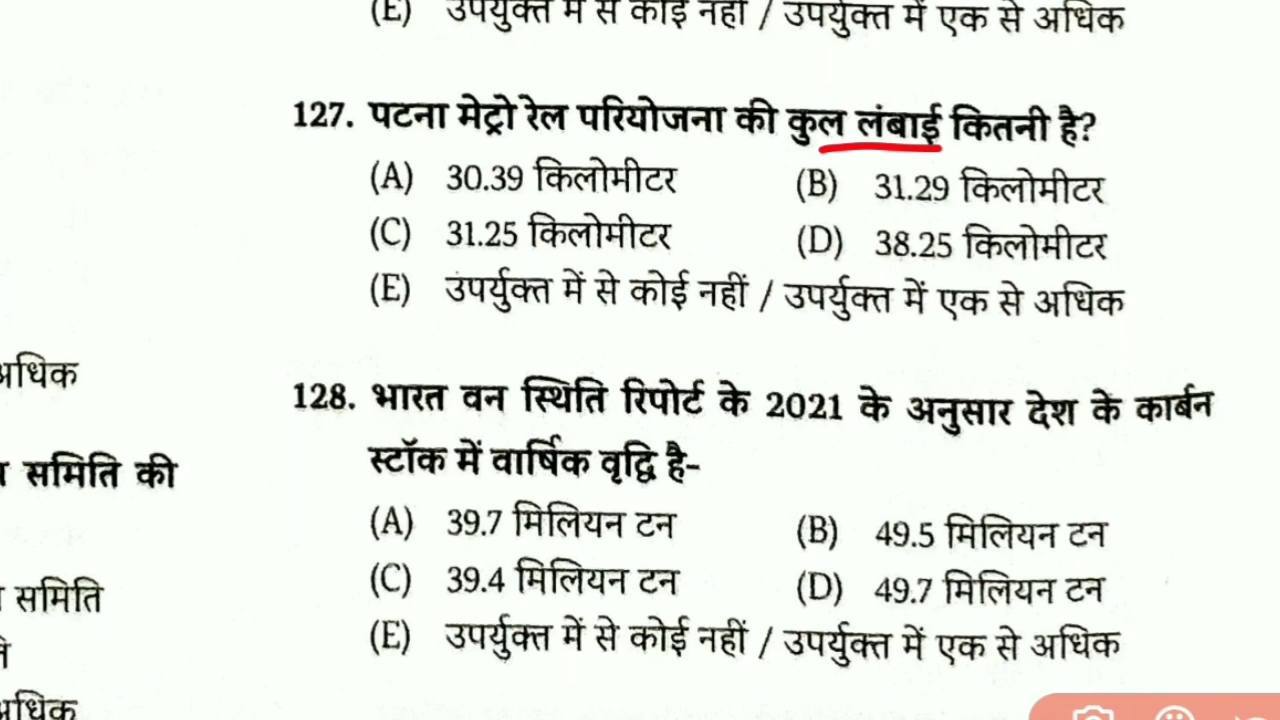 (E) उपर्युक्त में से कोई नहीं / उपर्युक्त में एक से अधिक
127. पटना मेट्रो रेल परियोजना की कुल लंबाई कितनी है?
(A) 30.39 किलोमीटर (B) 31.29 किलोमीटर
(C) 31.25 किलोमीटर (D) 38.25 किलोमीटर
(E) उपर्युक्त में से कोई नहीं / उपर्युक्त में एक से अधिक
अधिक
128. भारत वन स्थिति रिपोर्ट के 2021 के अनुसार देश के कार्बन
समिति की
स्टॉक में वार्षिक वृद्धि है-
(A) 39.7 मिलियन टन (B) 49.5 मिलियन टन
(C) 39.4 मिलियन टन (D) 49.7 मिलियन टन
समिति
(E) उपर्युक्त में से कोई नहीं / उपर्युक्त में एक से अधिक
अधिक